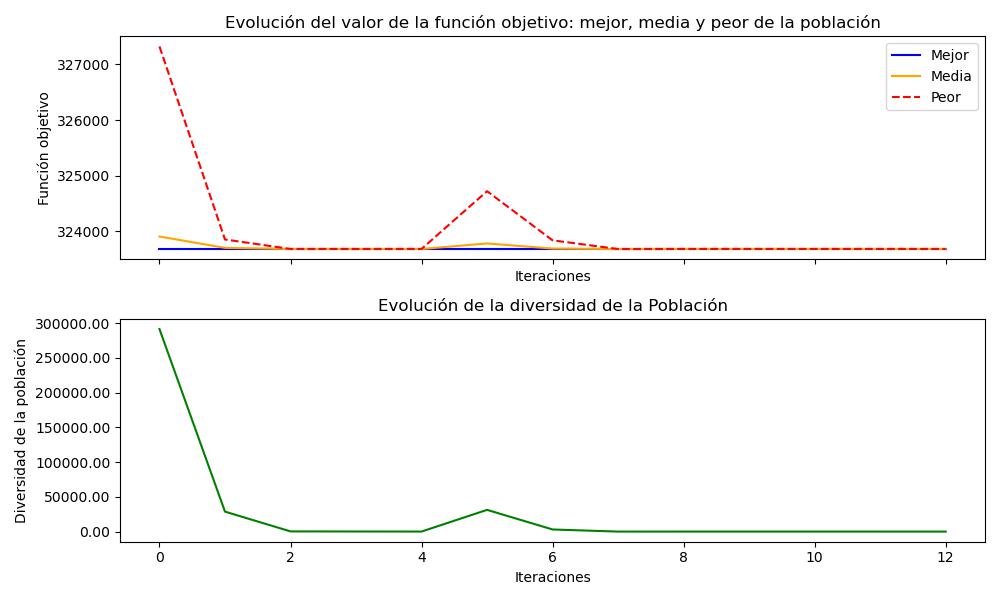 Evolución del valor de la función objetivo: mejor, media y peor de la población
Función objetivo
327000
326000
325000
324000
Mejor
Media
Peor
Iteraciones
Evolución de la diversidad de la Población
Diversidad de la población
300000.00
250000.00
200000.00
150000.00
100000.00
50000.00
0.00
0 2 4 6 8 10 12
Iteraciones